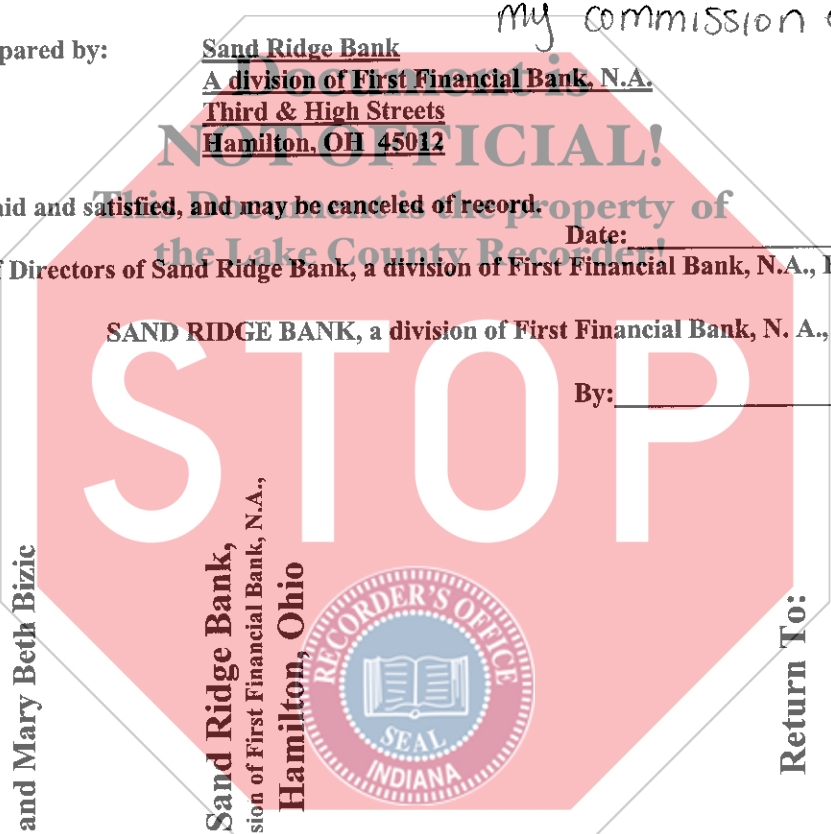 my commission
pared by:
Sand Ridge Bank
A division of First Financial Bank, N.A.
Third & High Streets
Hamilton, OH 45012
Document is
NOT OFFICIAL!
This Document is the property of
the Lake County Recorder!
aid and satisfied, and may be canceled of record.
Date:
f Directors of Sand Ridge Bank, a division of First Financial Bank, N.A.,
SAND RIDGE BANK, a division of First Financial Bank, N. A.,
By:
STOP
and Mary Beth Bizic
Sand Ridge Bank,
sion of First Financial Bank, N.A.,
Hamilton, Ohio
RECORDER'S OFFICE
SEAL
INDIANA
Return To: